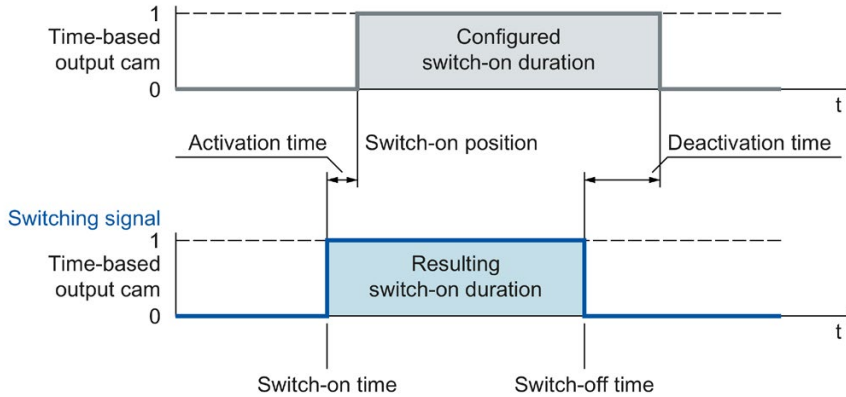 1
Time-based
output cam
0
Configured
switch-on duration
t
Activation time
Switch-on position
Deactivation time
Switching signal
1
Time-based
output cam
0
Resulting
switch-on duration
t
Switch-on time
Switch-off time